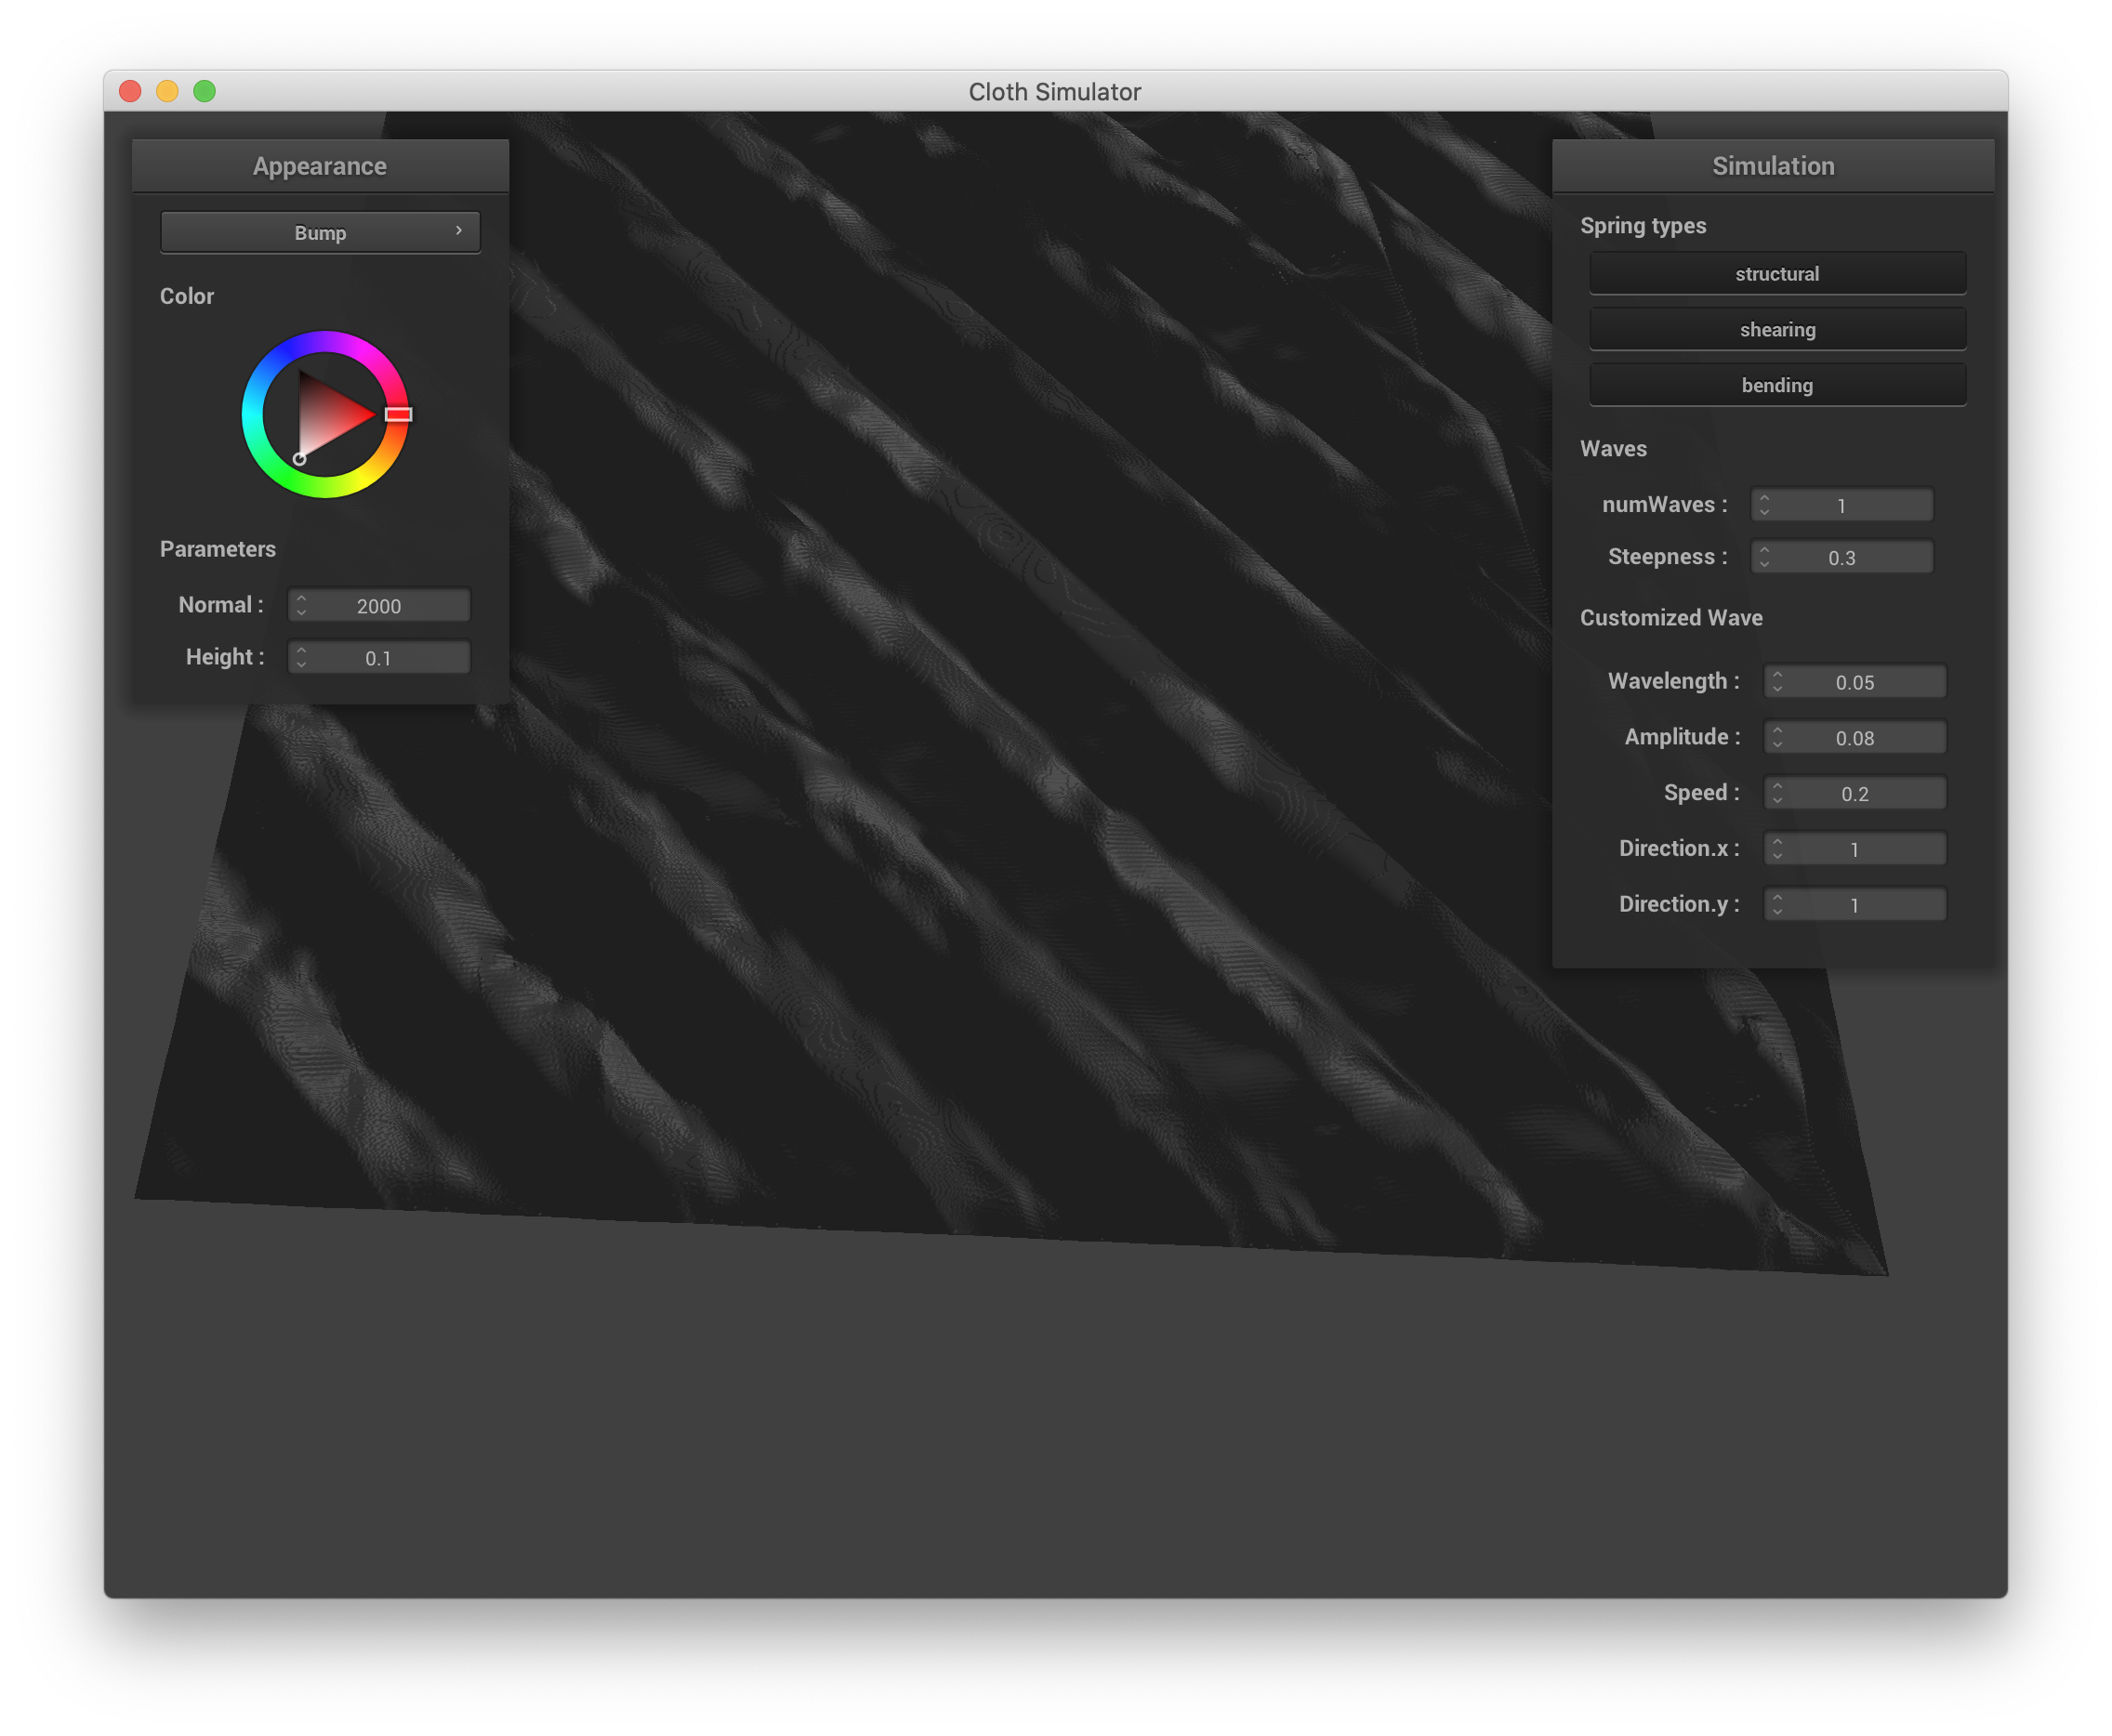 Cloth Simulator
Appearance
Bump
Color
Parameters
Normal : 2000
Height : 0.1
Simulation
Spring types
structural
shearing
bending
Waves
numWaves : 1
Steepness : 0.3
Customized Wave
Wavelength : 0.05
Amplitude : 0.08
Speed : 0.2
Direction.x : 1
Direction.y : 1